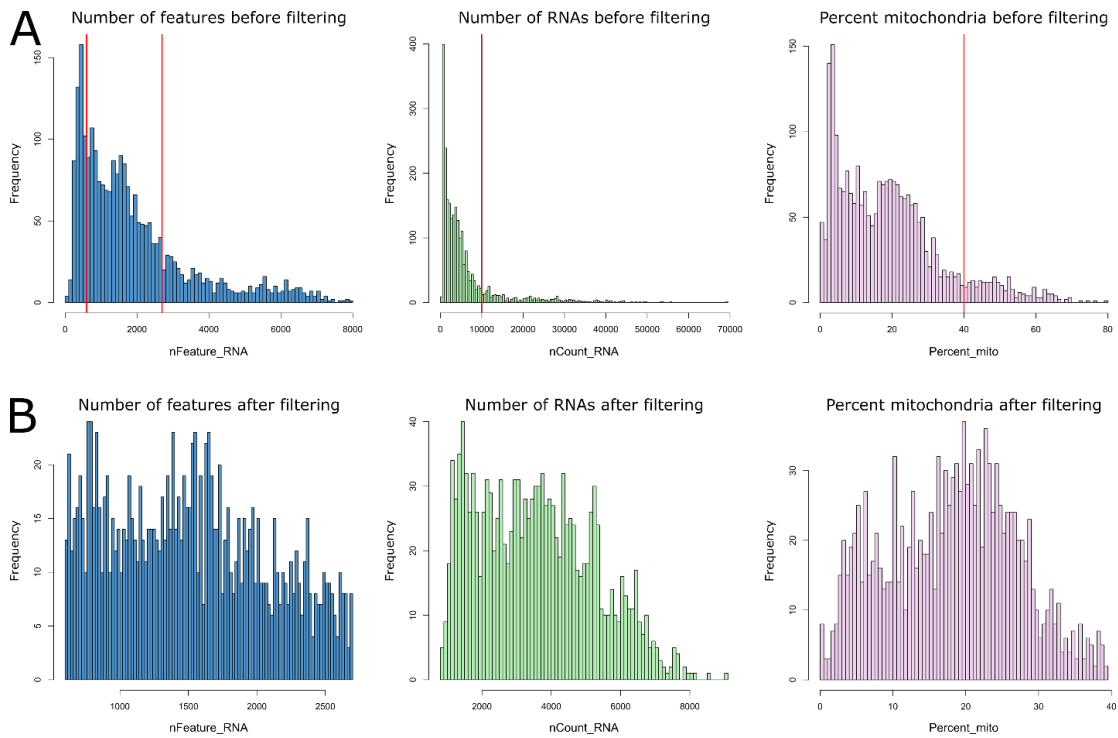 A
Number of features before filtering
Number of RNAs before filtering
Percent mitochondria before filtering
Frequency
0 50 100 150
0 2000 4000 6000 8000
nFeature_RNA
Frequency
0 100 200 300 400
0 10000 20000 30000 40000 50000 60000 70000
nCount_RNA
Frequency
0 50 100 150
0 20 40 60 80
Percent_mito
B
Number of features after filtering
Number of RNAs after filtering
Percent mitochondria after filtering
Frequency
0 5 10 15 20
1000 1500 2000 2500
nFeature_RNA
Frequency
0 10 20 30 40
2000 4000 6000 8000
nCount_RNA
Frequency
0 10 20 30
0 10 20 30 40
Percent_mito